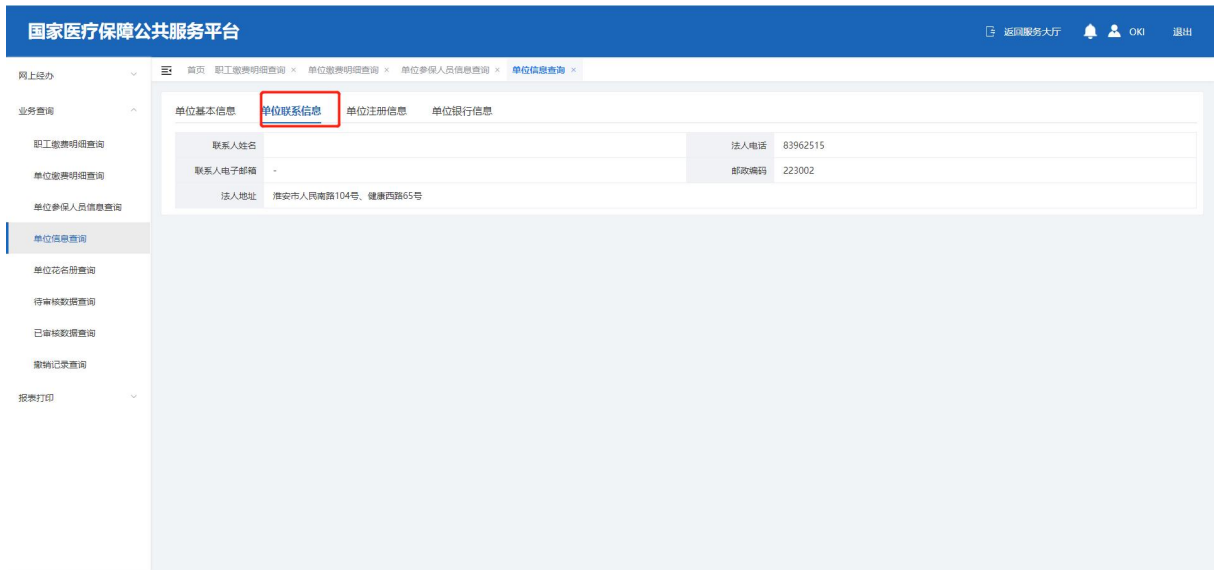 国家医疗保障公共服务平台
返回服务大厅 OKI 退出
网上经办
首页 职工缴费明细查询 × 单位缴费明细查询 × 单位参保人员信息查询 × 单位信息查询 ×
业务查询
单位基本信息 单位联系信息 单位注册信息 单位银行信息
职工缴费明细查询
联系人姓名 法人电话 83962515
单位缴费明细查询
联系人电子邮箱 - 邮政编码 223002
单位参保人员信息查询
法人地址 淮安市人民南路104号、健康西路65号
单位信息查询
单位花名册查询
待审核数据查询
已审核数据查询
撤销记录查询
报表打印